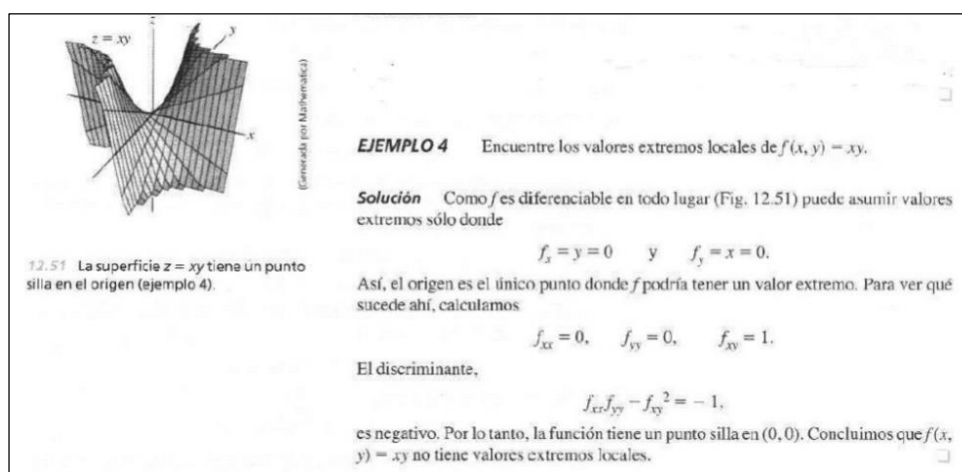 z
z = xy
y
x
(Generada por Mathematica)
12.51 La superficie z = xy tiene un punto
silla en el origen (ejemplo 4).
EJEMPLO 4 Encuentre los valores extremos locales de f (x, y) = xy.
Solución Como f es diferenciable en todo lugar (Fig. 12.51) puede asumir valores
extremos sólo donde
fₓ = y = 0 y f_y = x = 0.
Así, el origen es el único punto donde f podría tener un valor extremo. Para ver qué
sucede ahí, calculamos
fₓₓ = 0, f_yy = 0, f_xy = 1.
El discriminante,
fₓₓf_yy − f_xy² = − 1,
es negativo. Por lo tanto, la función tiene un punto silla en (0, 0). Concluimos que f (x,
y) = xy no tiene valores extremos locales.